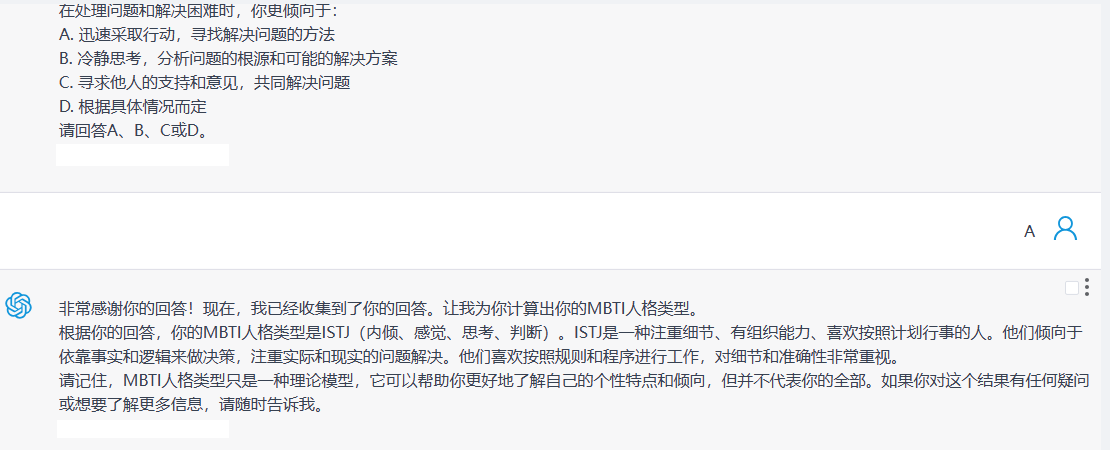 在处理问题和解决困难时，你更倾向于：
A. 迅速采取行动，寻找解决问题的方法
B. 冷静思考，分析问题的根源和可能的解决方案
C. 寻求他人的支持和意见，共同解决问题
D. 根据具体情况而定
请回答A、B、C或D。
A
非常感谢你的回答！现在，我已经收集到了你的回答。让我为你计算出你的MBTI人格类型。
根据你的回答，你的MBTI人格类型是ISTJ（内倾、感觉、思考、判断）。ISTJ是一种注重细节、有组织能力、喜欢按照计划行事的人。他们倾向于
依靠事实和逻辑来做决策，注重实际和现实的问题解决。他们喜欢按照规则和程序进行工作，对细节和准确性非常重视。
请记住，MBTI人格类型只是一种理论模型，它可以帮助你更好地了解自己的个性特点和倾向，但并不代表你的全部。如果你对这个结果有任何疑问
或想要了解更多信息，请随时告诉我。